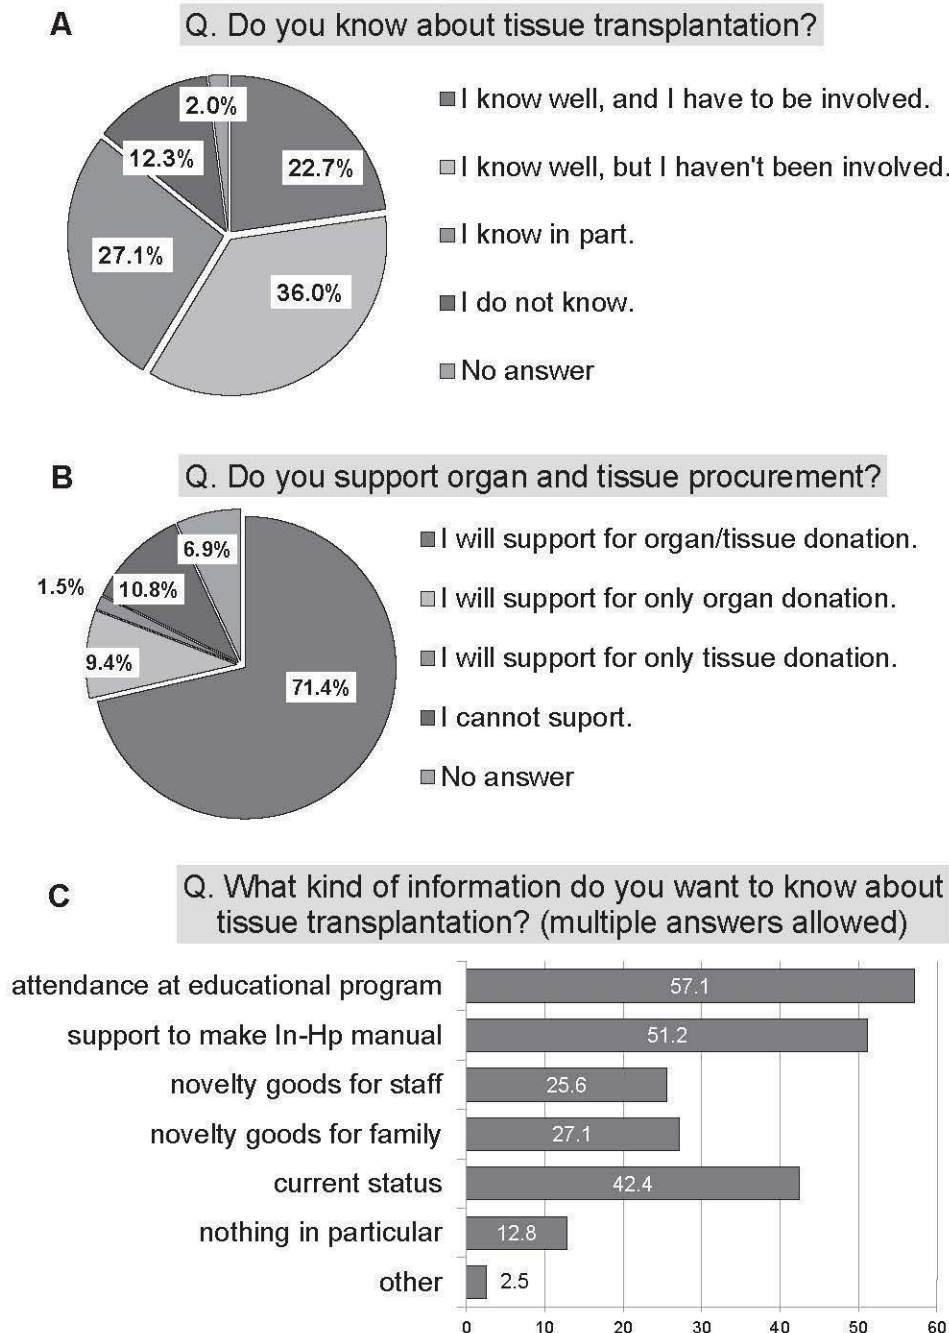 A
Q. Do you know about tissue transplantation?
2.0%
12.3%
22.7%
27.1%
36.0%
I know well, and I have to be involved.
I know well, but I haven't been involved.
I know in part.
I do not know.
No answer
B
Q. Do you support organ and tissue procurement?
6.9%
1.5%
10.8%
9.4%
71.4%
I will support for organ/tissue donation.
I will support for only organ donation.
I will support for only tissue donation.
I cannot suport.
No answer
C
Q. What kind of information do you want to know about
tissue transplantation? (multiple answers allowed)
attendance at educational program 57.1
support to make In-Hp manual 51.2
novelty goods for staff 25.6
novelty goods for family 27.1
current status 42.4
nothing in particular 12.8
other 2.5
0 10 20 30 40 50 60